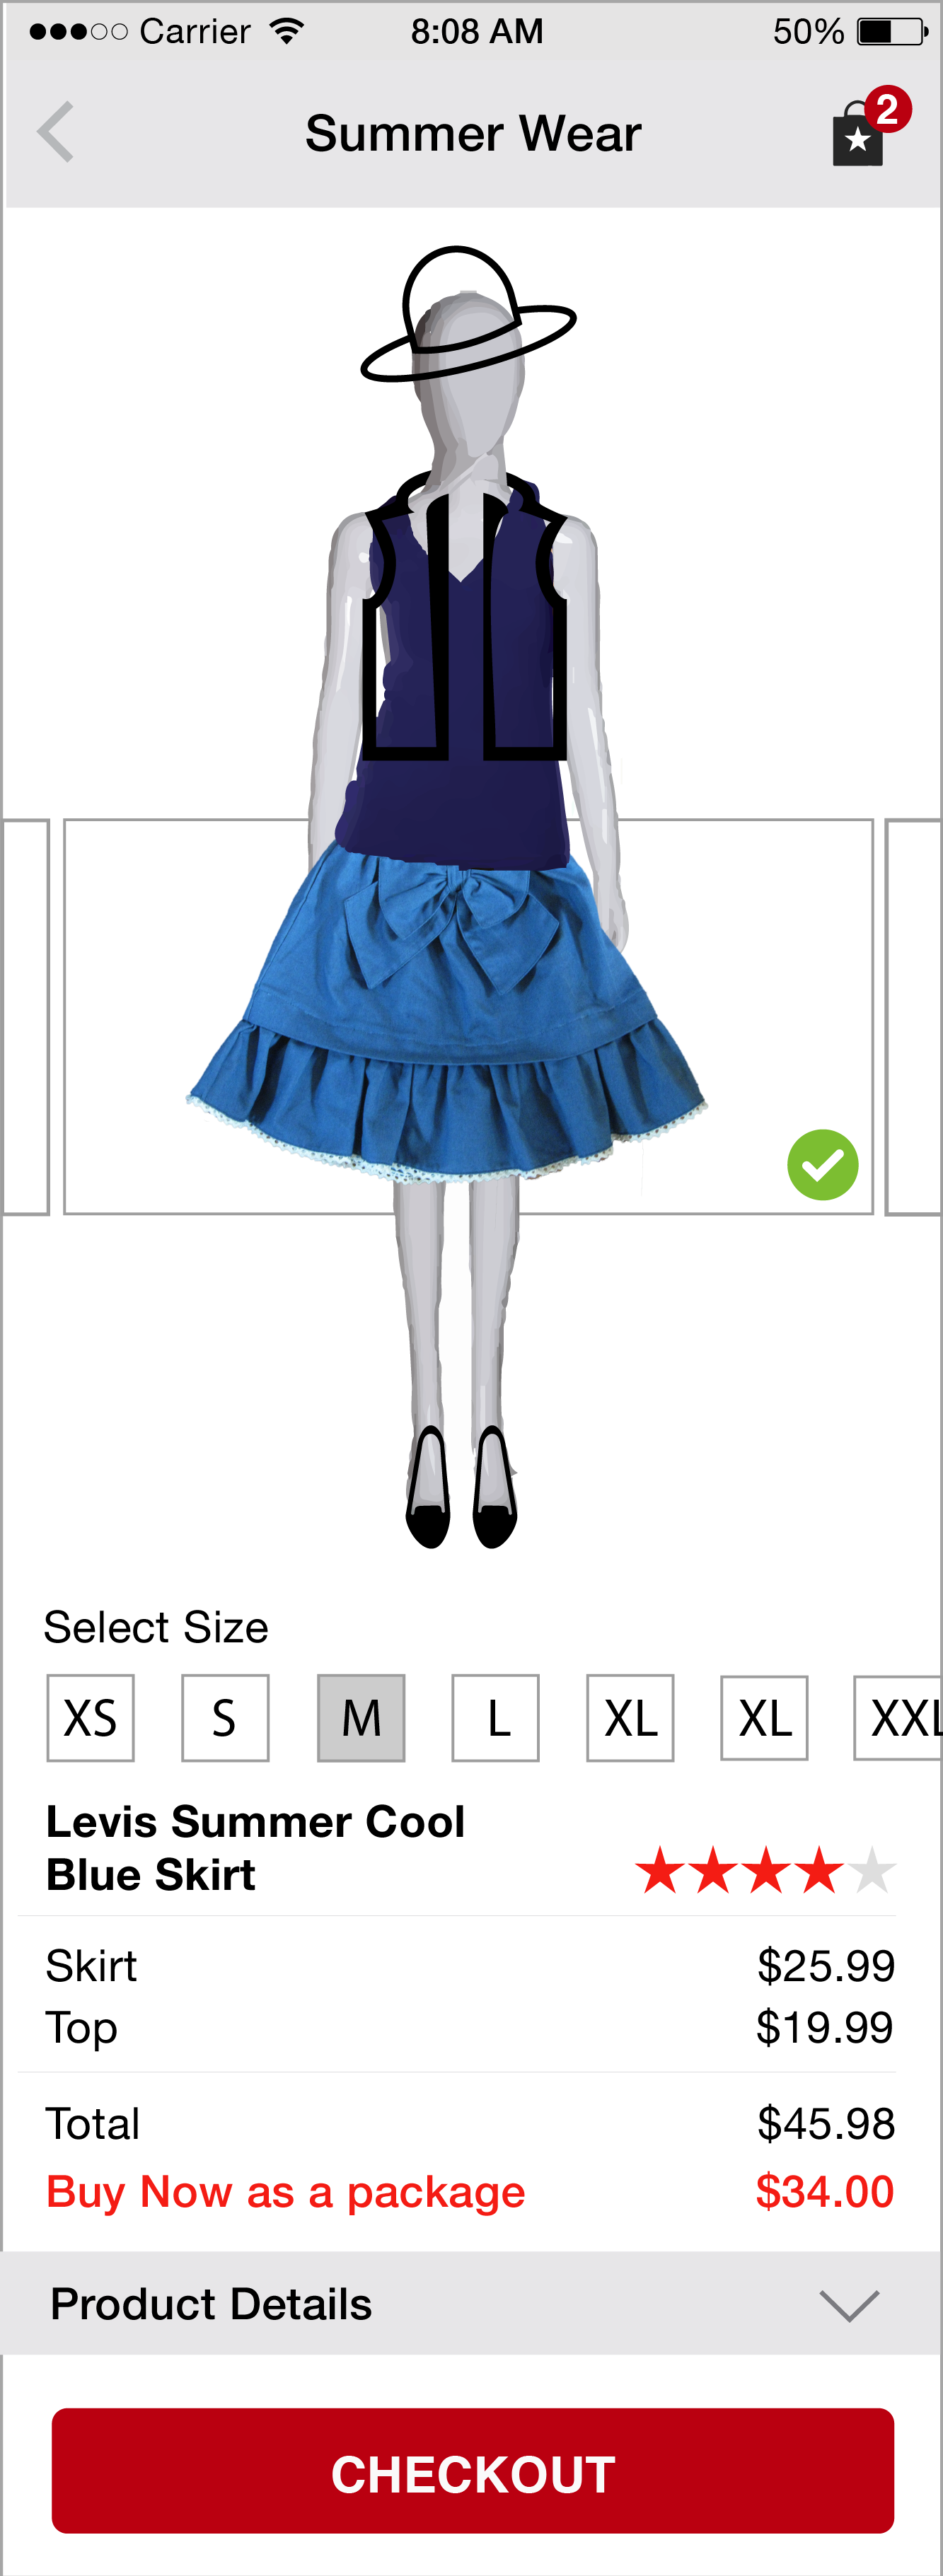 Carrier 8:08 AM 50%
Summer Wear 2
Select Size
XS S M L XL XL XXL
Levis Summer Cool
Blue Skirt
Skirt $25.99
Top $19.99
Total $45.98
Buy Now as a package $34.00
Product Details
CHECKOUT